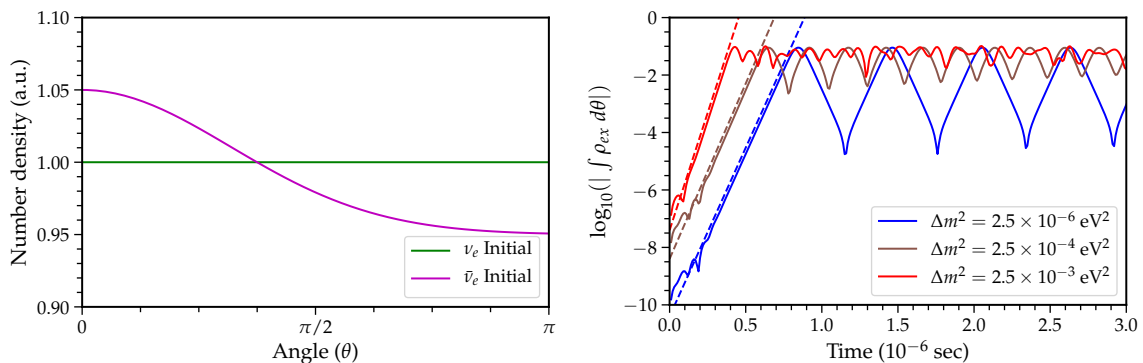 Number density (a.u.)
1.10
1.05
1.00
0.95
0.90
0
π/2
π
Angle (θ)
ν_e Initial
ν̄_e Initial
log₁₀(| ∫ ρ_ex dθ|)
0
−2
−4
−6
−8
−10
0.0
0.5
1.0
1.5
2.0
2.5
3.0
Time (10⁻⁶ sec)
Δm² = 2.5 × 10⁻⁶ eV²
Δm² = 2.5 × 10⁻⁴ eV²
Δm² = 2.5 × 10⁻³ eV²